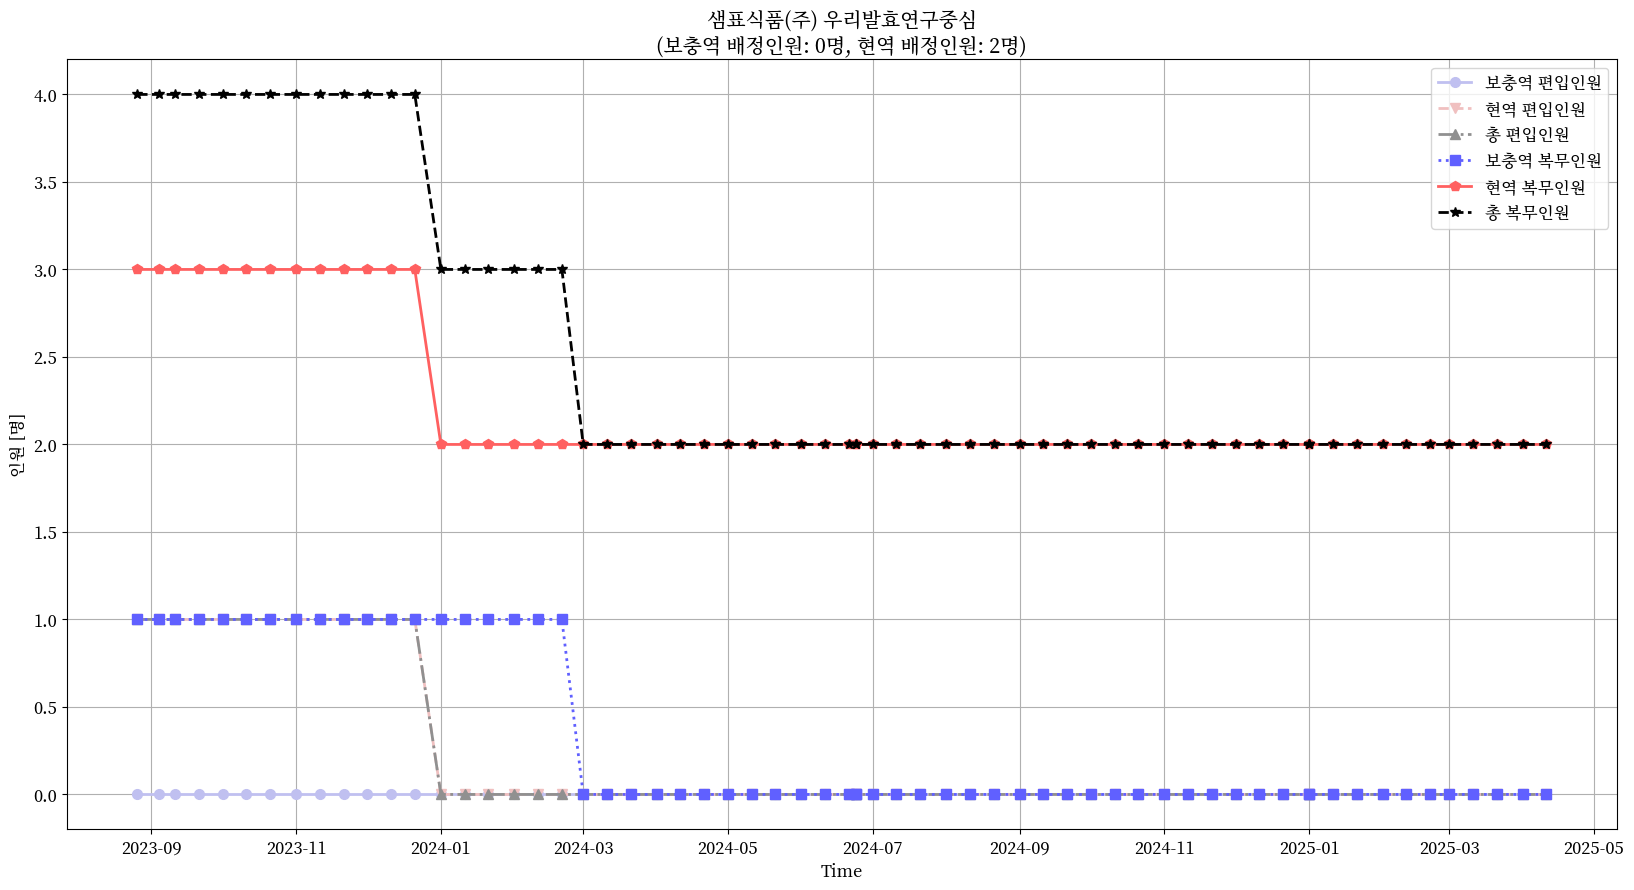 샘표식품(주) 우리발효연구중심
(보충역 배정인원: 0명, 현역 배정인원: 2명)
보충역 편입인원
현역 편입인원
총 편입인원
보충역 복무인원
현역 복무인원
총 복무인원
인원 [명]
4.0
3.5
3.0
2.5
2.0
1.5
1.0
0.5
0.0
2023-09 2023-11 2024-01 2024-03 2024-05 2024-07 2024-09 2024-11 2025-01 2025-03 2025-05
Time